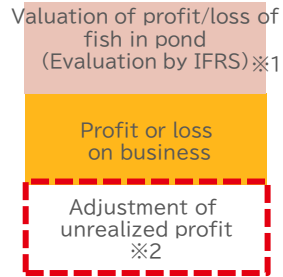 Valuation of profit/loss of
fish in pond
(Evaluation by IFRS)※1
Profit or loss
on business
Adjustment of
unrealized profit
※2